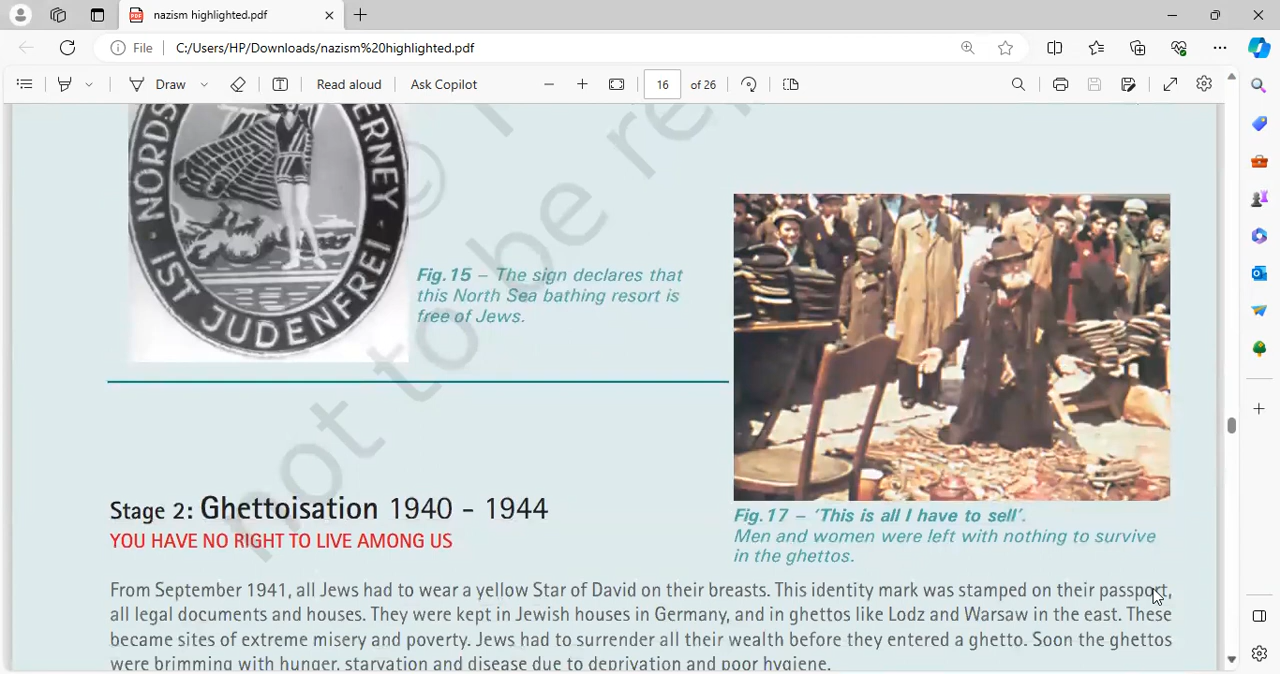 nazism highlighted.pdf
File
C:/Users/HP/Downloads/nazism%20highlighted.pdf
Draw
Read aloud
Ask Copilot
16
of 26
NORDS
ERNEY
IST JUDENFREI
© 
not to be re
Fig.15 – The sign declares that
this North Sea bathing resort is
free of Jews.
Stage 2: Ghettoisation 1940 - 1944
YOU HAVE NO RIGHT TO LIVE AMONG US
Fig.17 – ‘This is all I have to sell’.
Men and women were left with nothing to survive
in the ghettos.
From September 1941, all Jews had to wear a yellow Star of David on their breasts. This identity mark was stamped on their passport,
all legal documents and houses. They were kept in Jewish houses in Germany, and in ghettos like Lodz and Warsaw in the east. These
became sites of extreme misery and poverty. Jews had to surrender all their wealth before they entered a ghetto. Soon the ghettos
were brimming with hunger, starvation and disease due to deprivation and poor hygiene.